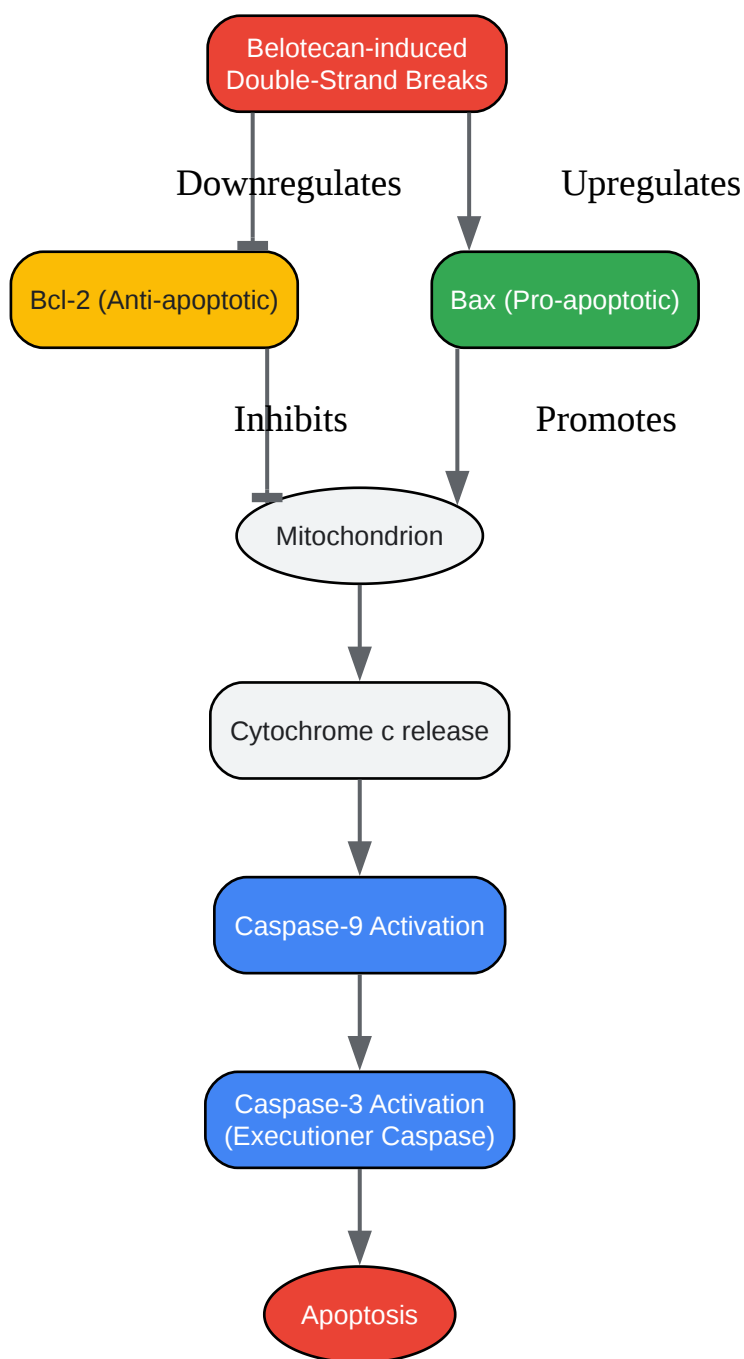 Belotecan-induced
Double-Strand Breaks
Downregulates
Upregulates
Bcl-2 (Anti-apoptotic)
Bax (Pro-apoptotic)
Inhibits
Promotes
Mitochondrion
Cytochrome c release
Caspase-9 Activation
Caspase-3 Activation
(Executioner Caspase)
Apoptosis